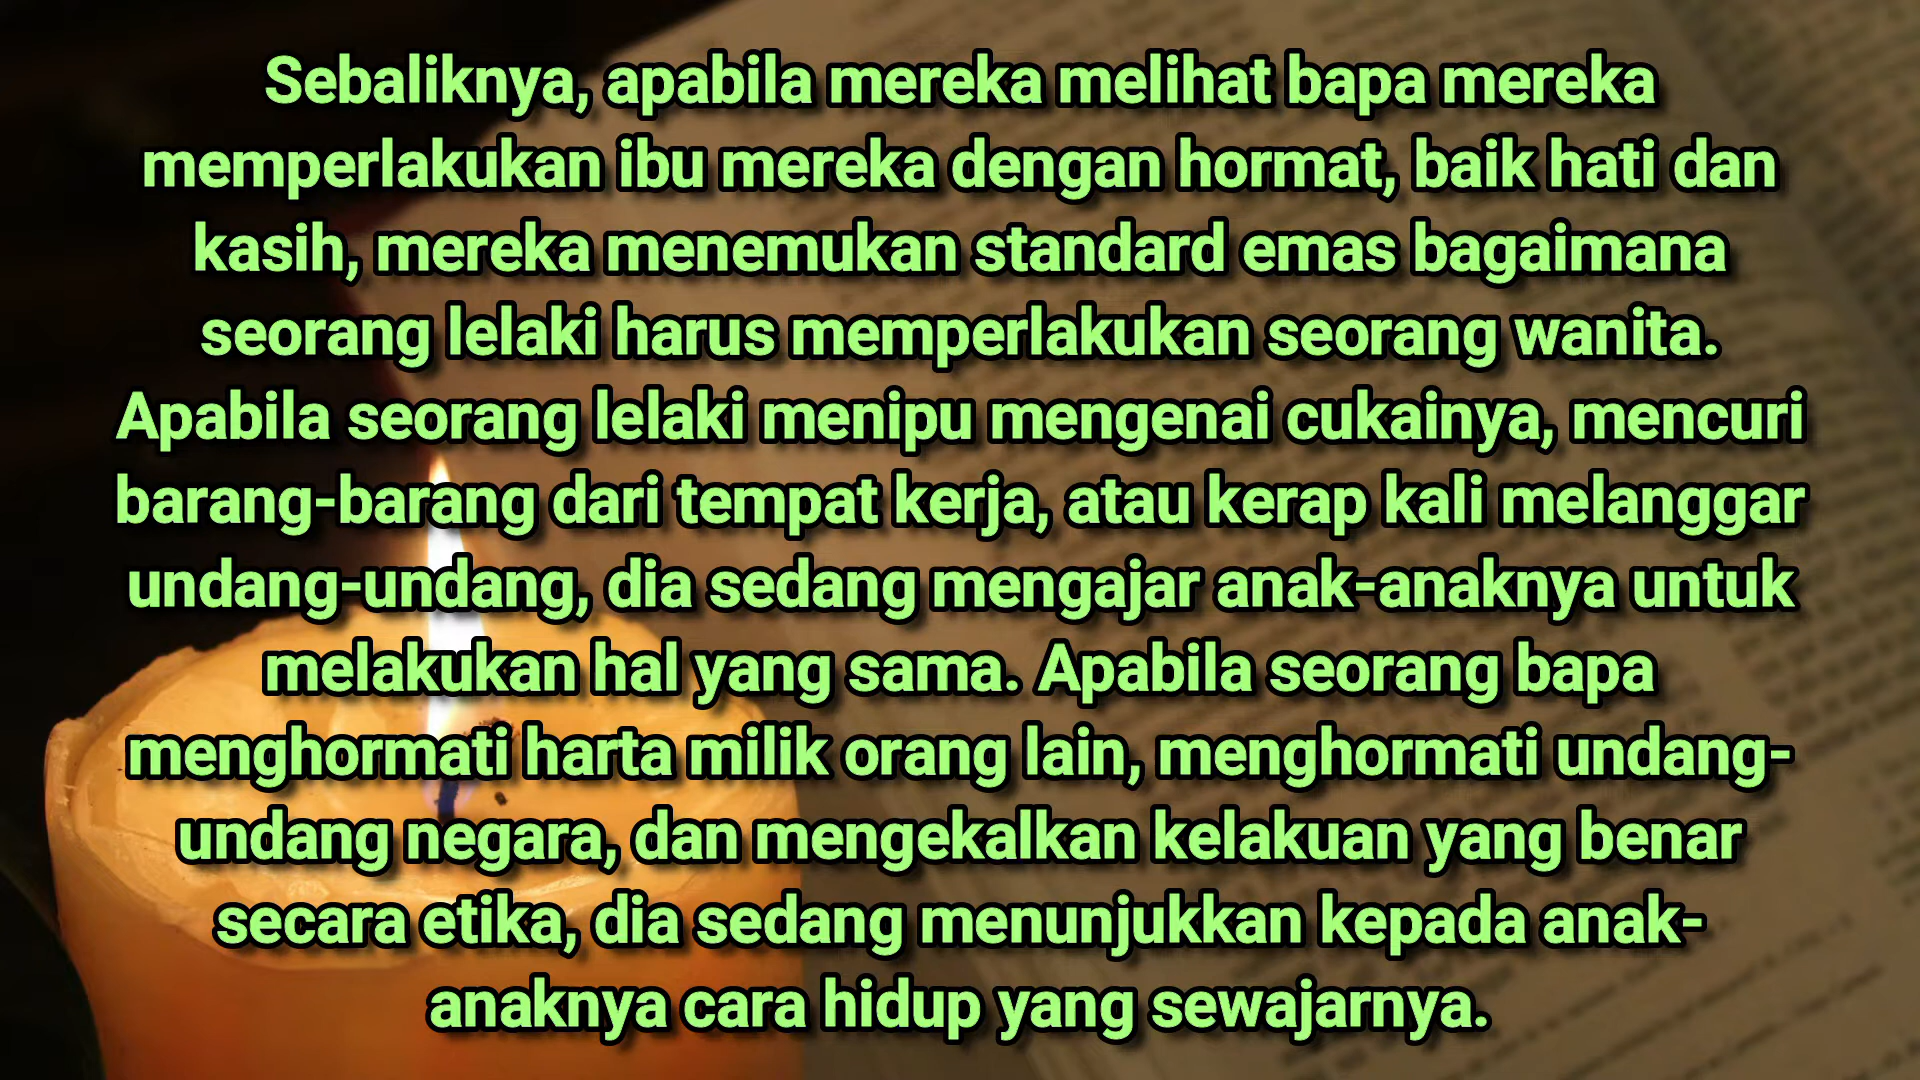 Sebaliknya, apabila mereka melihat bapa mereka
memperlakukan ibu mereka dengan hormat, baik hati dan
kasih, mereka menemukan standard emas bagaimana
seorang lelaki harus memperlakukan seorang wanita.
Apabila seorang lelaki menipu mengenai cukainya, mencuri
barang-barang dari tempat kerja, atau kerap kali melanggar
undang-undang, dia sedang mengajar anak-anaknya untuk
melakukan hal yang sama. Apabila seorang bapa
menghormati harta milik orang lain, menghormati undang-
undang negara, dan mengekalkan kelakuan yang benar
secara etika, dia sedang menunjukkan kepada anak-
anaknya cara hidup yang sewajarnya.